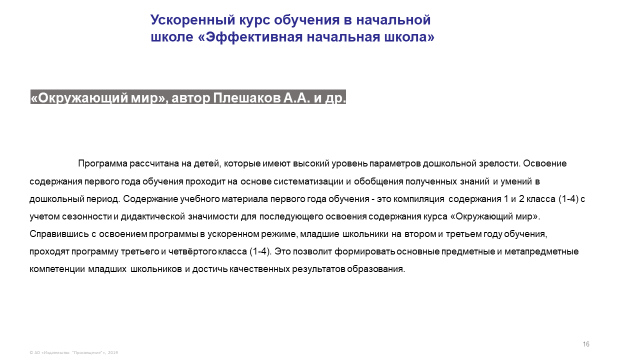 Ускоренный курс обучения в начальной
школе «Эффективная начальная школа»
«Окружающий мир», автор Плешаков А.А. и др.
Программа рассчитана на детей, которые имеют высокий уровень параметров дошкольной зрелости. Освоение
содержания первого года обучения проходит на основе систематизации и обобщения полученных знаний и умений в
дошкольный период. Содержание учебного материала первого года обучения - это компиляция содержания 1 и 2 класса (1-4) с
учетом сезонности и дидактической значимости для последующего освоения содержания курса «Окружающий мир».
Справившись с освоением программы в ускоренном режиме, младшие школьники на втором и третьем году обучения,
проходят программу третьего и четвёртого класса (1-4). Это позволит формировать основные предметные и метапредметные
компетенции младших школьников и достичь качественных результатов образования.
16
© АО «Издательство "Просвещение"», 2019